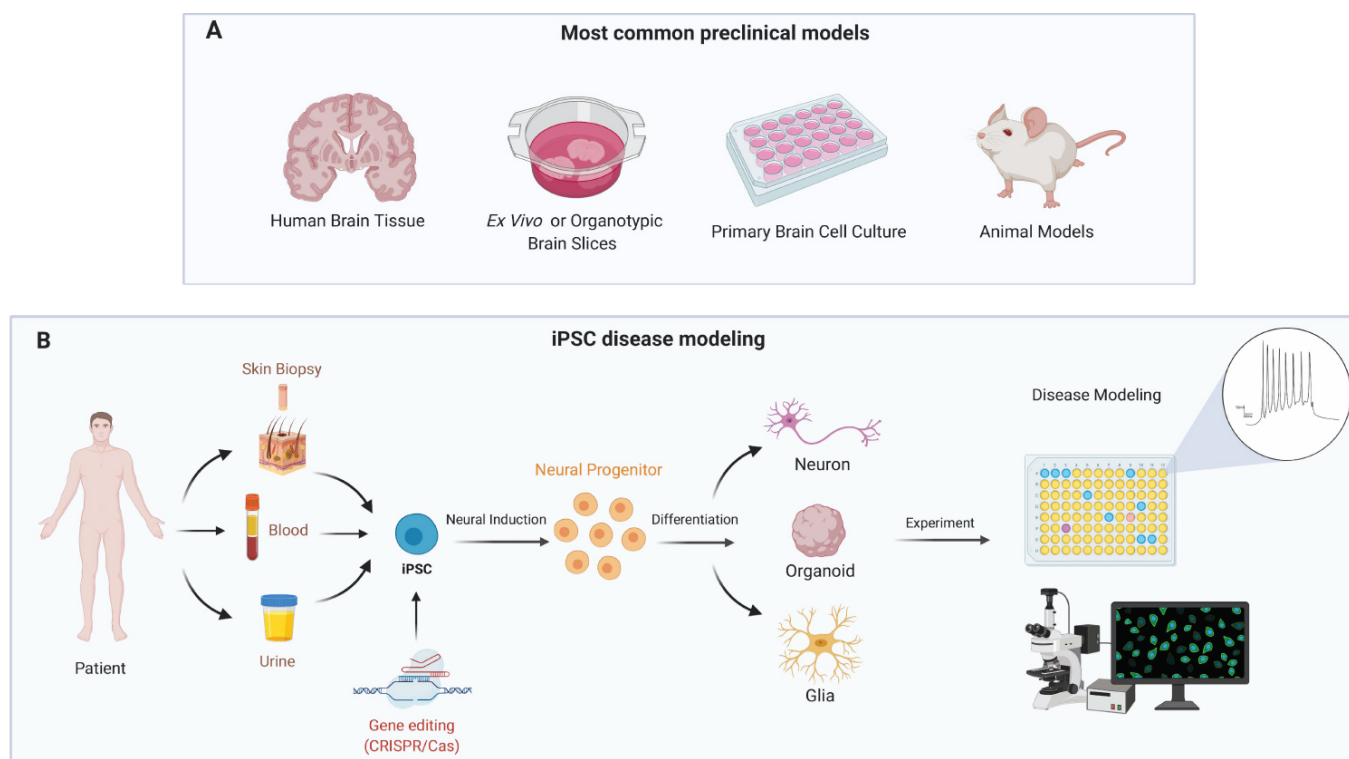 A
Most common preclinical models
Human Brain Tissue
Ex Vivo or Organotypic
Brain Slices
Primary Brain Cell Culture
Animal Models
B
iPSC disease modeling
Patient
Skin Biopsy
Blood
Urine
iPSC
Gene editing
(CRISPR/Cas)
Neural Induction
Neural Progenitor
Differentiation
Neuron
Organoid
Glia
Experiment
Disease Modeling